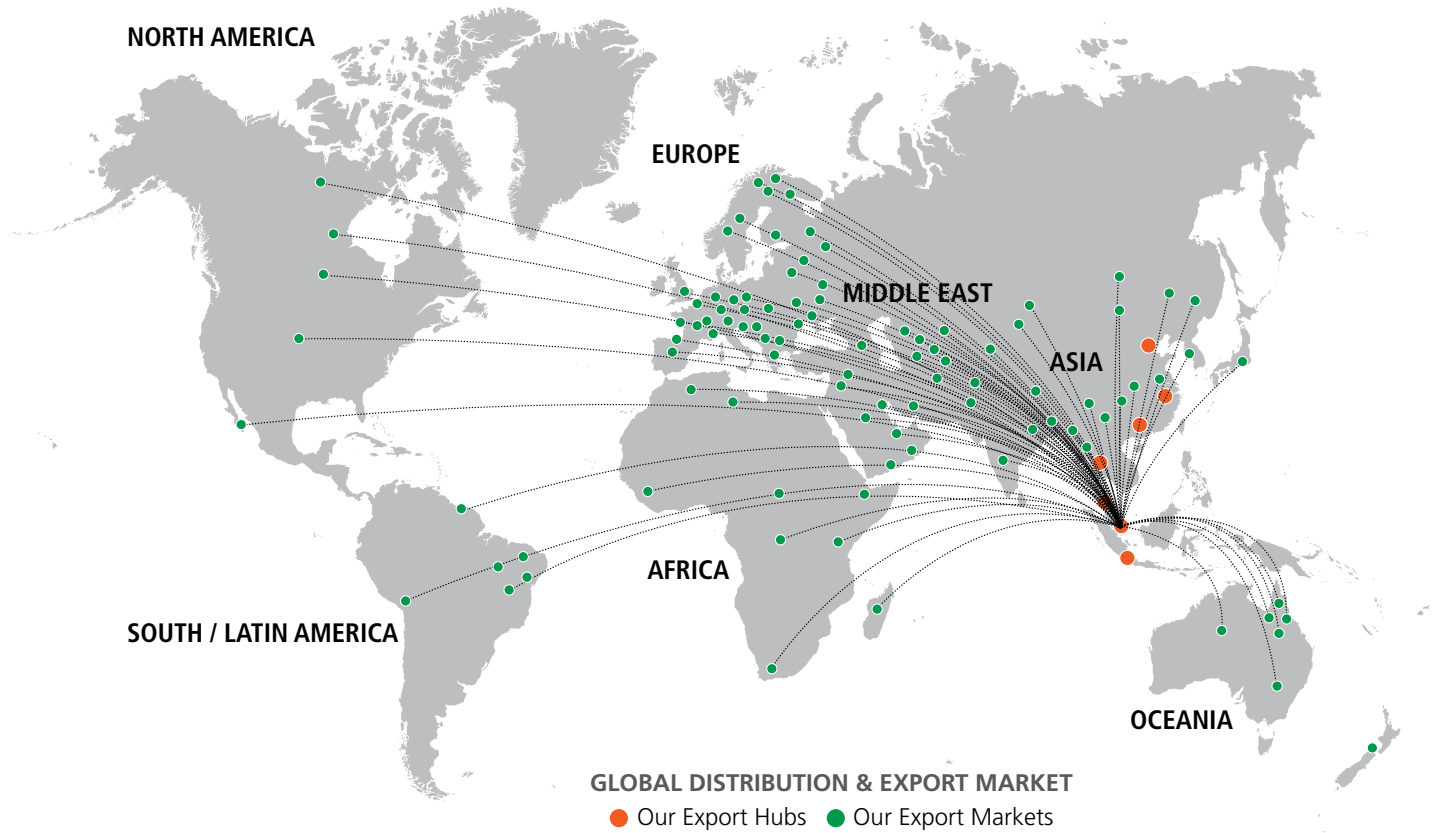 NORTH AMERICA
EUROPE
MIDDLE EAST
ASIA
AFRICA
SOUTH / LATIN AMERICA
OCEANIA
GLOBAL DISTRIBUTION & EXPORT MARKET
Our Export Hubs Our Export Markets